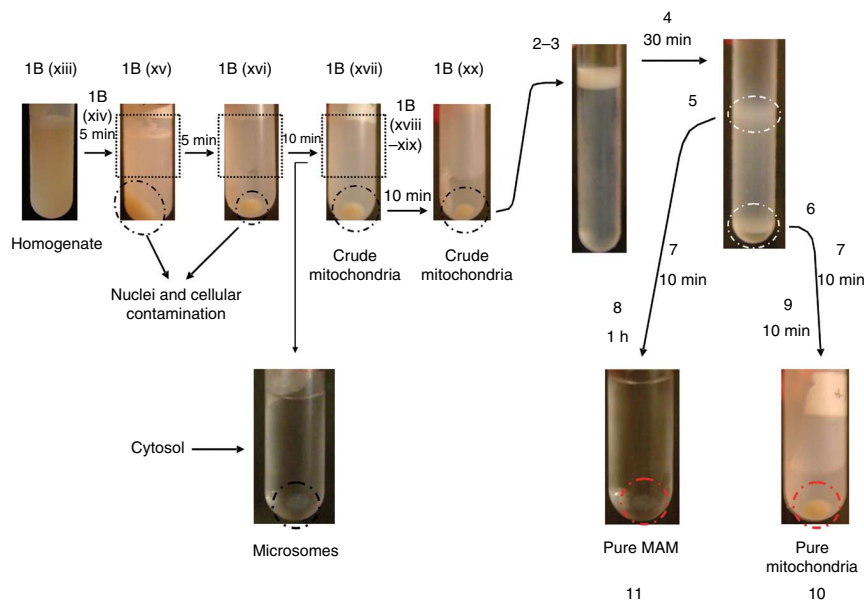 1B (xiii)
1B (xv)
1B (xvi)
1B (xvii)
1B (xx)
2–3
4
30 min
1B
(xiv)
5 min
5 min
10 min
1B
(xviii
–xix)
10 min
5
6
7
10 min
7
10 min
8
1 h
9
10 min
Homogenate
Nuclei and cellular
contamination
Crude
mitochondria
Crude
mitochondria
Cytosol
Microsomes
Pure MAM
11
Pure
mitochondria
10